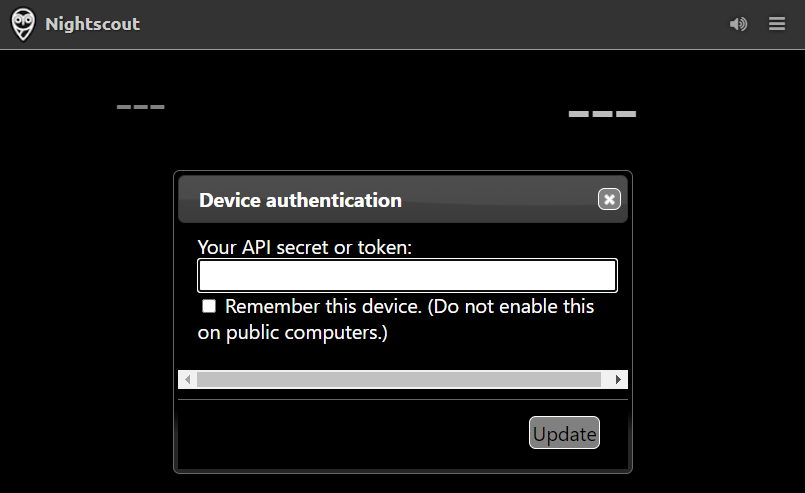 Nightscout
---
---
Device authentication
Your API secret or token:
Remember this device. (Do not enable this
on public computers.)
Update